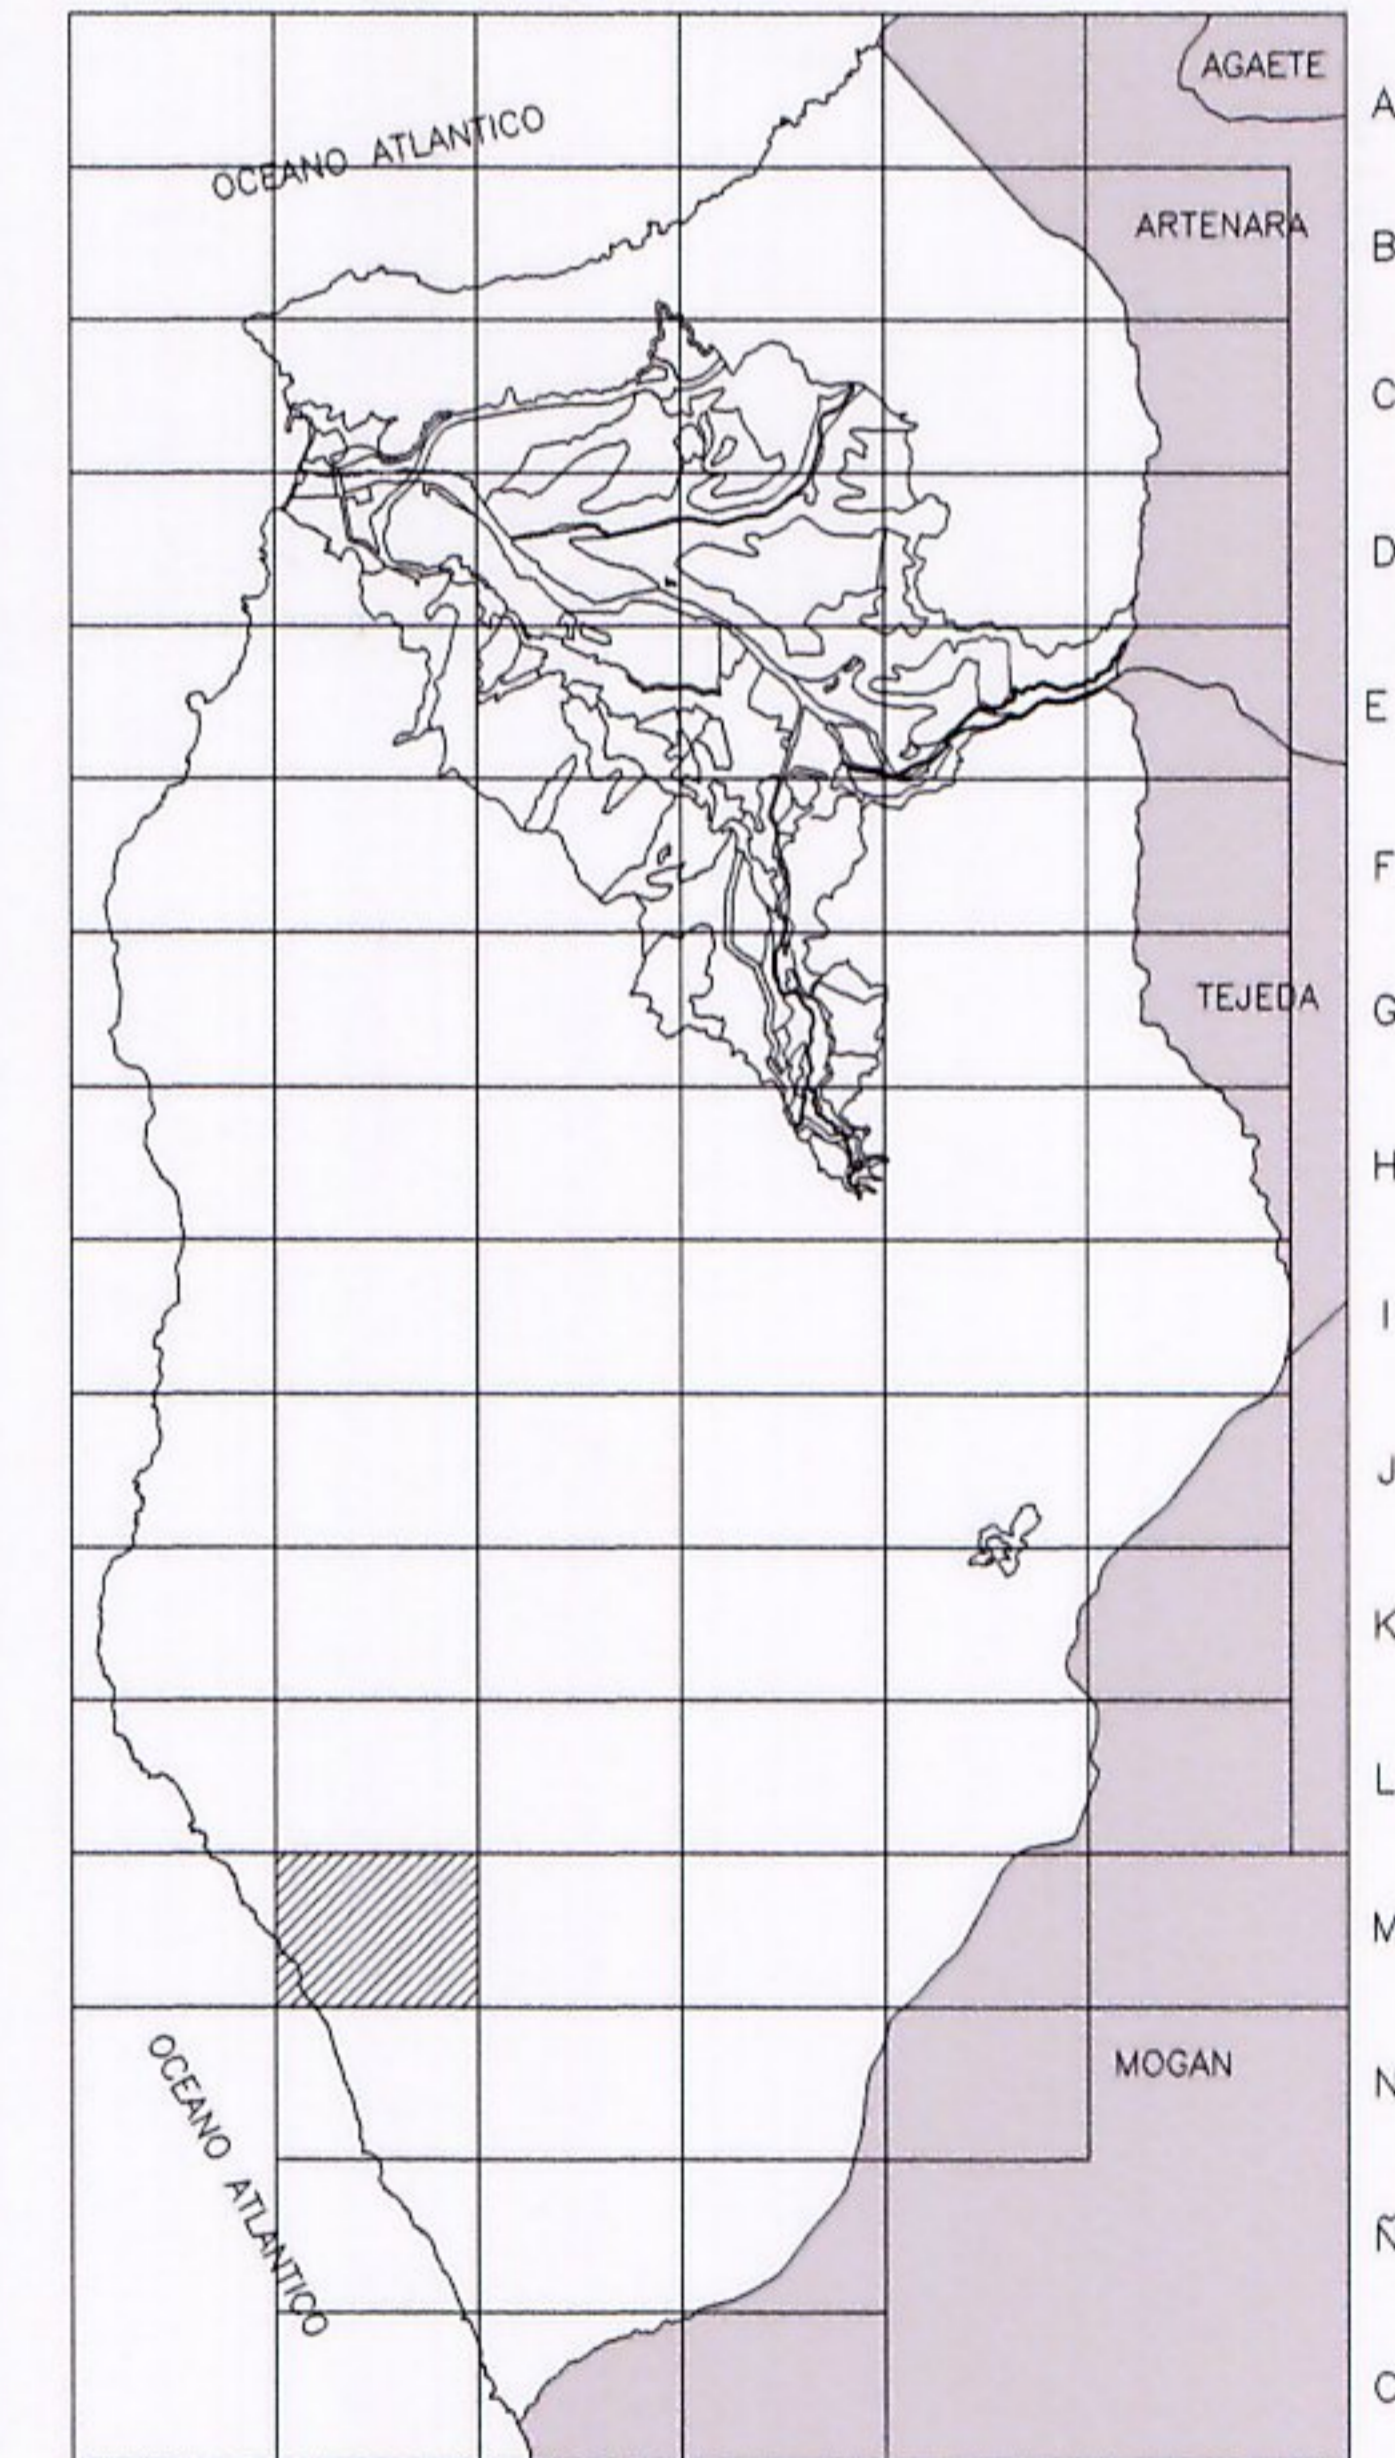 AGAETE
A
OCEANO ATLANTICO
ARTENARA
B
C
D
E
F
TEJEDA
G
H
I
J
K
L
M
MOGAN
N
OCEANO ATLANTICO
Ñ
O